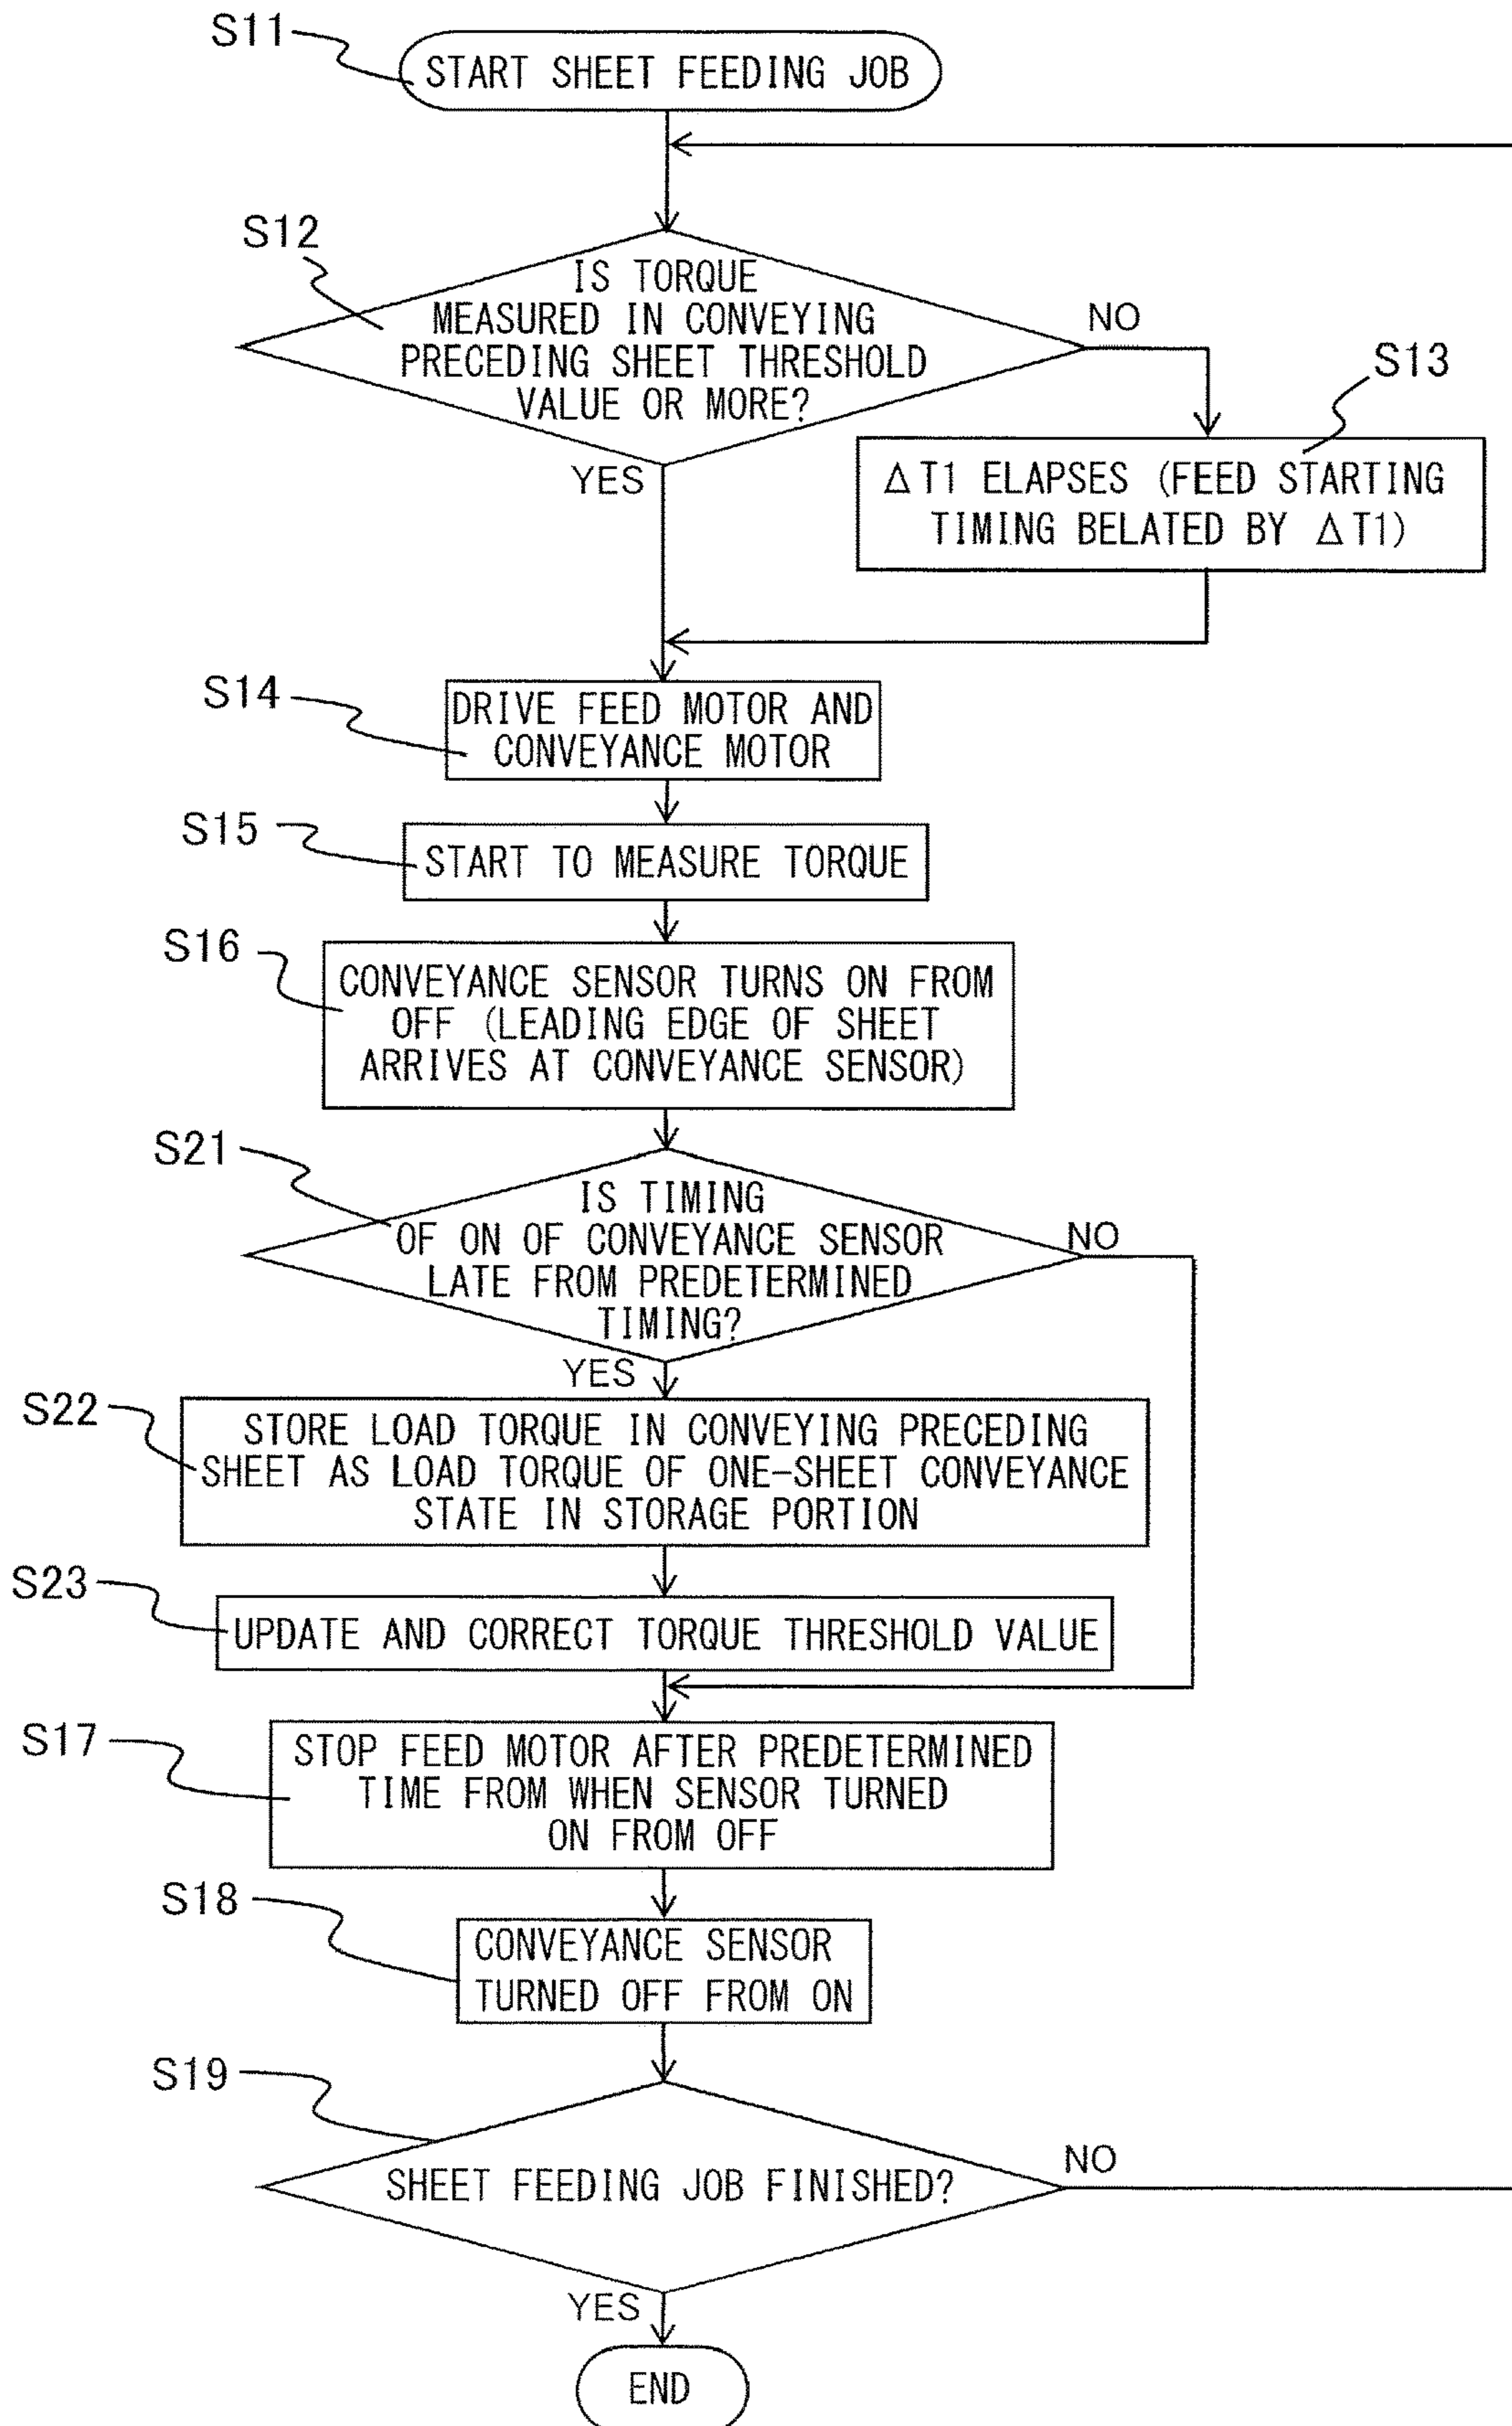 S11
START SHEET FEEDING JOB
S12
IS TORQUE
MEASURED IN CONVEYING
PRECEDING SHEET THRESHOLD
VALUE OR MORE?
NO
YES
S13
ΔT1 ELAPSES (FEED STARTING
TIMING BELATED BY ΔT1)
S14
DRIVE FEED MOTOR AND
CONVEYANCE MOTOR
S15
START TO MEASURE TORQUE
S16
CONVEYANCE SENSOR TURNS ON FROM
OFF (LEADING EDGE OF SHEET
ARRIVES AT CONVEYANCE SENSOR)
S21
IS TIMING
OF ON OF CONVEYANCE SENSOR
LATE FROM PREDETERMINED
TIMING?
NO
YES
S22
STORE LOAD TORQUE IN CONVEYING PRECEDING
SHEET AS LOAD TORQUE OF ONE-SHEET CONVEYANCE
STATE IN STORAGE PORTION
S23
UPDATE AND CORRECT TORQUE THRESHOLD VALUE
S17
STOP FEED MOTOR AFTER PREDETERMINED
TIME FROM WHEN SENSOR TURNED
ON FROM OFF
S18
CONVEYANCE SENSOR
TURNED OFF FROM ON
S19
SHEET FEEDING JOB FINISHED?
NO
YES
END